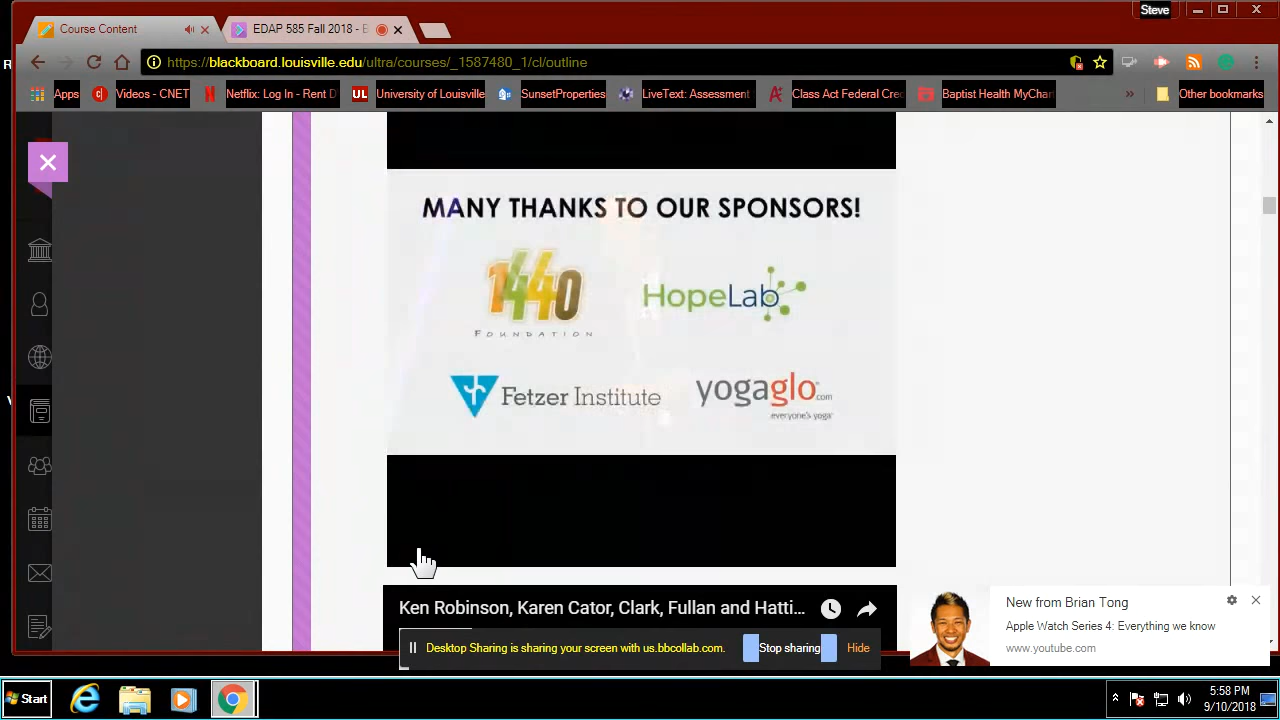 Steve
Course Content
EDAP 585 Fall 2018 - B
https://blackboard.louisville.edu/ultra/courses/_1587480_1/cl/outline
Apps
Videos - CNET
Netflix: Log In - Rent D
UL University of Louisville
SunsetProperties
LiveText: Assessment
Class Act Federal Cred
Baptist Health MyChart
» Other bookmarks
MANY THANKS TO OUR SPONSORS!
1440
FOUNDATION
HopeLab
Fetzer Institute
yogaglo.com
everyone's yoga
Ken Robinson, Karen Cator, Clark, Fullan and Hatti...
Desktop Sharing is sharing your screen with us.bbcollab.com.
Stop sharing
Hide
New from Brian Tong
Apple Watch Series 4: Everything we know
www.youtube.com
Start
5:58 PM
9/10/2018